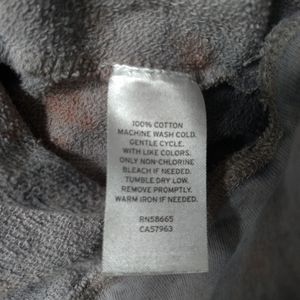 100% COTTON
MACHINE WASH COLD.
GENTLE CYCLE.
WITH LIKE COLORS.
ONLY NON-CHLORINE
BLEACH IF NEEDED.
TUMBLE DRY LOW.
REMOVE PROMPTLY.
WARM IRON IF NEEDED.
RN58665
CA57963